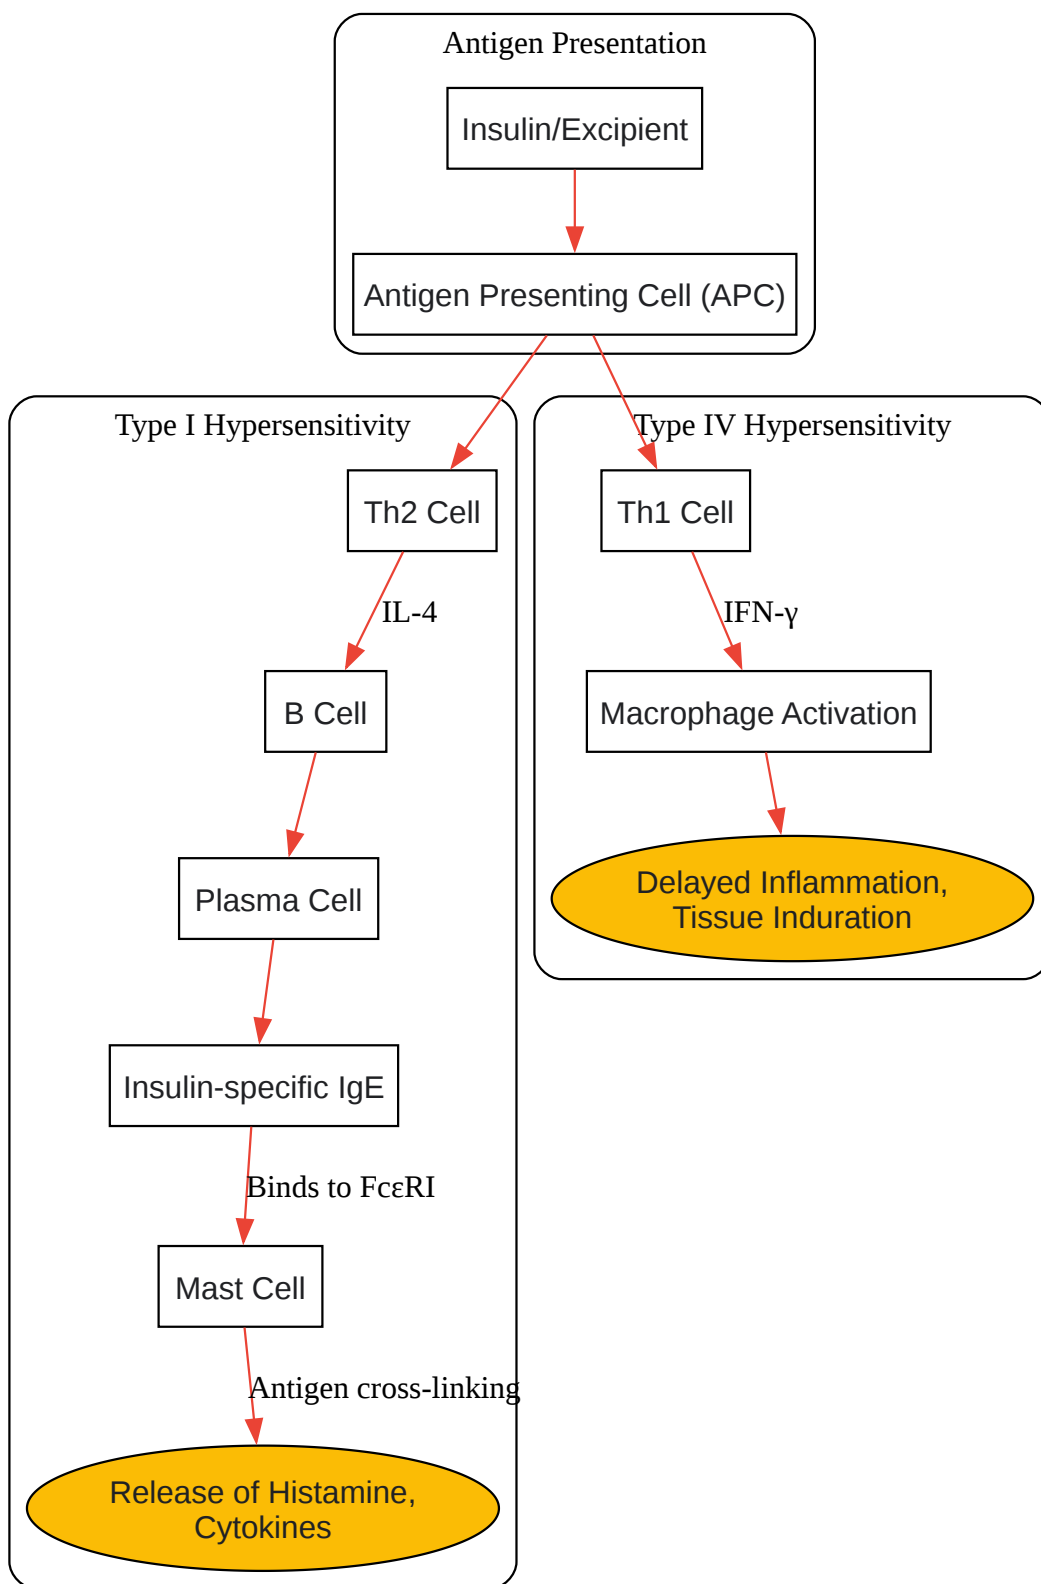 Antigen Presentation
Insulin/Excipient
Antigen Presenting Cell (APC)
Type I Hypersensitivity
Th2 Cell
IL-4
B Cell
Plasma Cell
Insulin-specific IgE
Binds to FcεRI
Mast Cell
Antigen cross-linking
Release of Histamine,
Cytokines
Type IV Hypersensitivity
Th1 Cell
IFN-γ
Macrophage Activation
Delayed Inflammation,
Tissue Induration